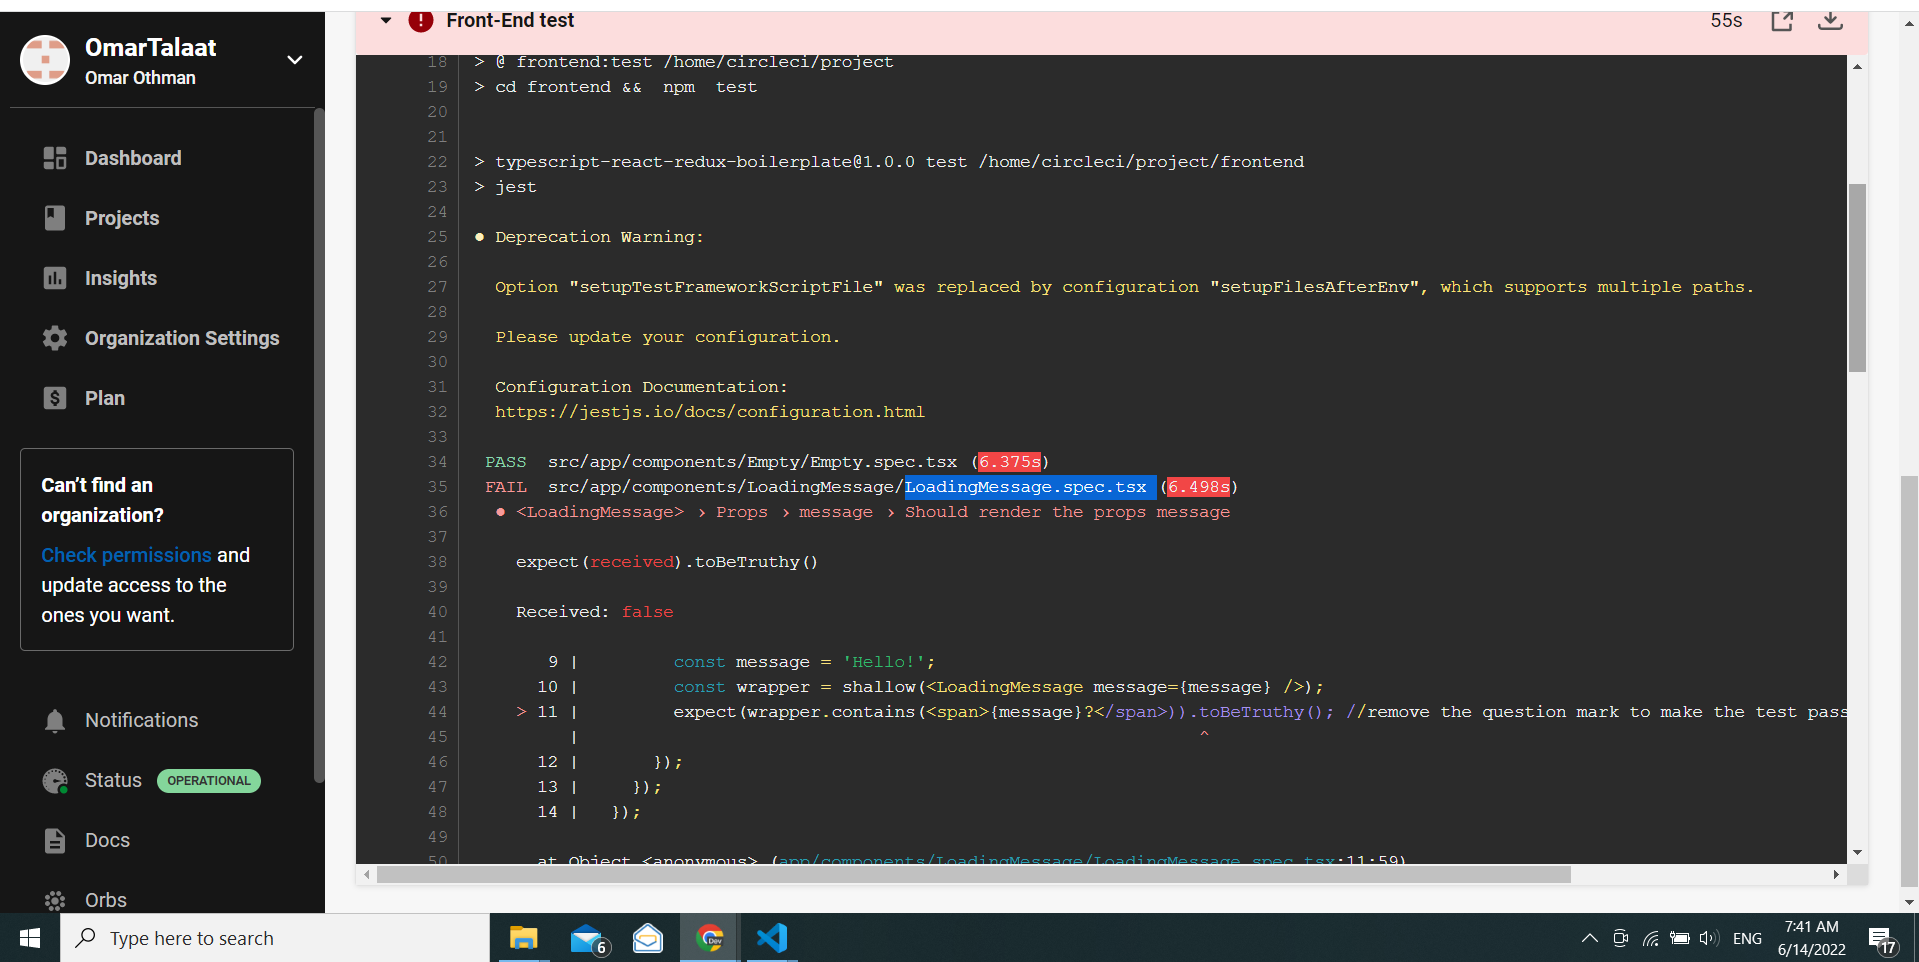 OmarTalaat
Omar Othman
Dashboard
Projects
Insights
Organization Settings
Plan
Can't find an
organization?
Check permissions and
update access to the
ones you want.
Notifications
Status OPERATIONAL
Docs
Orbs
Front-End test
55s
18 > @ frontend:test /home/circleci/project
19 > cd frontend &&  npm  test
20
21
22 > typescript-react-redux-boilerplate@1.0.0 test /home/circleci/project/frontend
23 > jest
24
25 ● Deprecation Warning:
26
27 Option "setupTestFrameworkScriptFile" was replaced by configuration "setupFilesAfterEnv", which supports multiple paths.
28
29 Please update your configuration.
30
31 Configuration Documentation:
32 https://jestjs.io/docs/configuration.html
33
34 PASS  src/app/components/Empty/Empty.spec.tsx (6.375s)
35 FAIL  src/app/components/LoadingMessage/LoadingMessage.spec.tsx (6.498s)
36 ● <LoadingMessage> › Props › message › Should render the props message
37
38 expect(received).toBeTruthy()
39
40 Received: false
41
42 9 | const message = 'Hello!';
43 10 | const wrapper = shallow(<LoadingMessage message={message} />);
44 > 11 | expect(wrapper.contains(<span>{message}?</span>)).toBeTruthy(); //remove the question mark to make the test pass
45 | ^
46 12 | });
47 13 | });
48 14 | });
49
50 at Object.<anonymous> (app/components/LoadingMessage/LoadingMessage.spec.tsx:11:59)
Type here to search
6
Dev
ENG
7:41 AM
6/14/2022
17